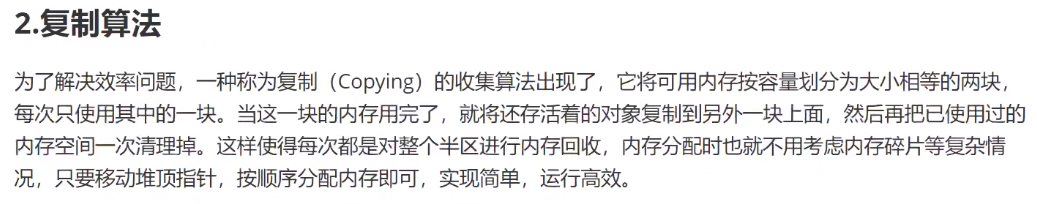 2.复制算法
为了解决效率问题，一种称为复制（Copying）的收集算法出现了，它将可用内存按容量划分为大小相等的两块，
每次只使用其中的一块。当这一块的内存用完了，就将还存活着的对象复制到另外一块上面，然后再把已使用过的
内存空间一次清理掉。这样使得每次都是对整个半区进行内存回收，内存分配时也就不用考虑内存碎片等复杂情
况，只要移动堆顶指针，按顺序分配内存即可，实现简单，运行高效。